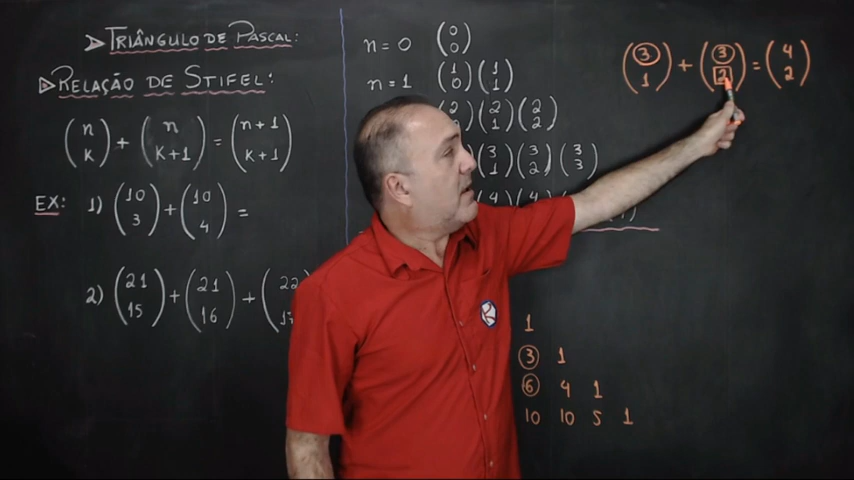 ➤TRIÂNGULO DE PASCAL:
➤RELAÇÃO DE STIFEL:
(n k) + (n k+1) = (n+1 k+1)
EX: 1) (10 3) + (10 4) =
2) (21 15) + (21 16) + (22
n=0 (0 0)
n=1 (1 0) (1 1)
(2 1) (2 2)
(3 1) (3 2) (3 3)
(3 1) + (3 2) = (4 2)
1
3 1
6 4 1
10 10 5 1